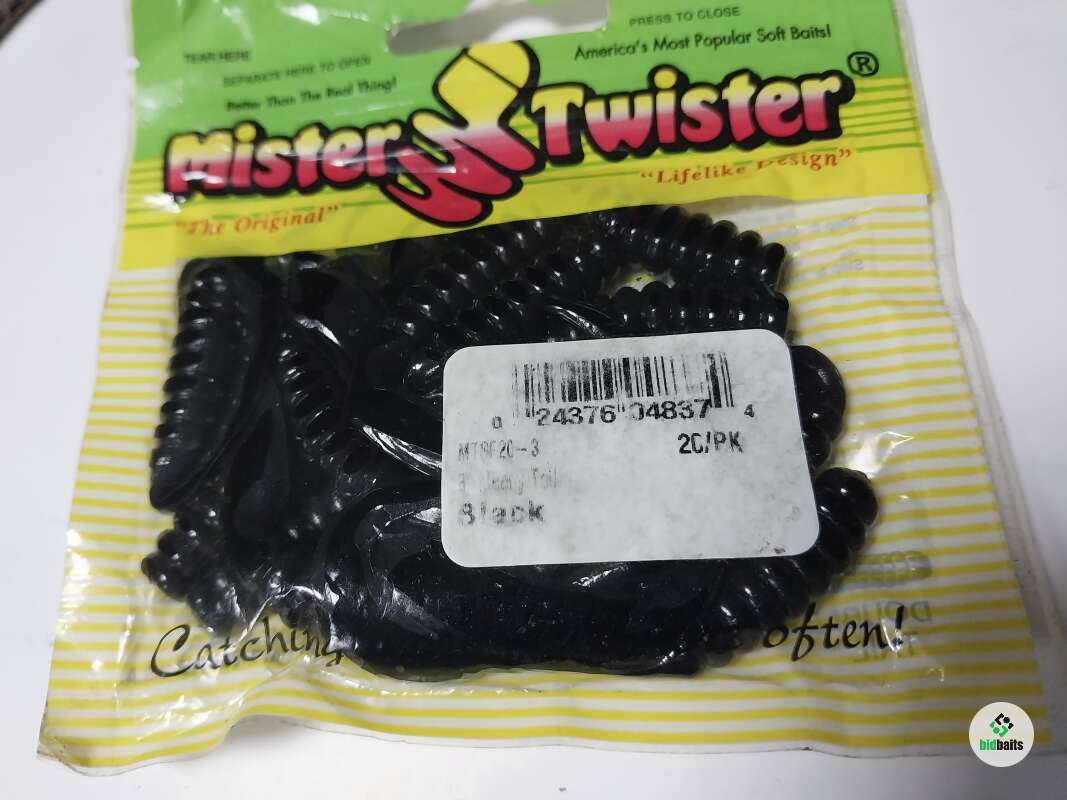 TEAR HERE
SEPARATE HERE TO OPEN
PRESS TO CLOSE
Better Than The Real Thing!
America's Most Popular Soft Baits!
Mister Twister®
"The Original"
"Lifelike Design"
0 24376 04837 4
20/PK
3"
Black
Catching
often!
bidbaits